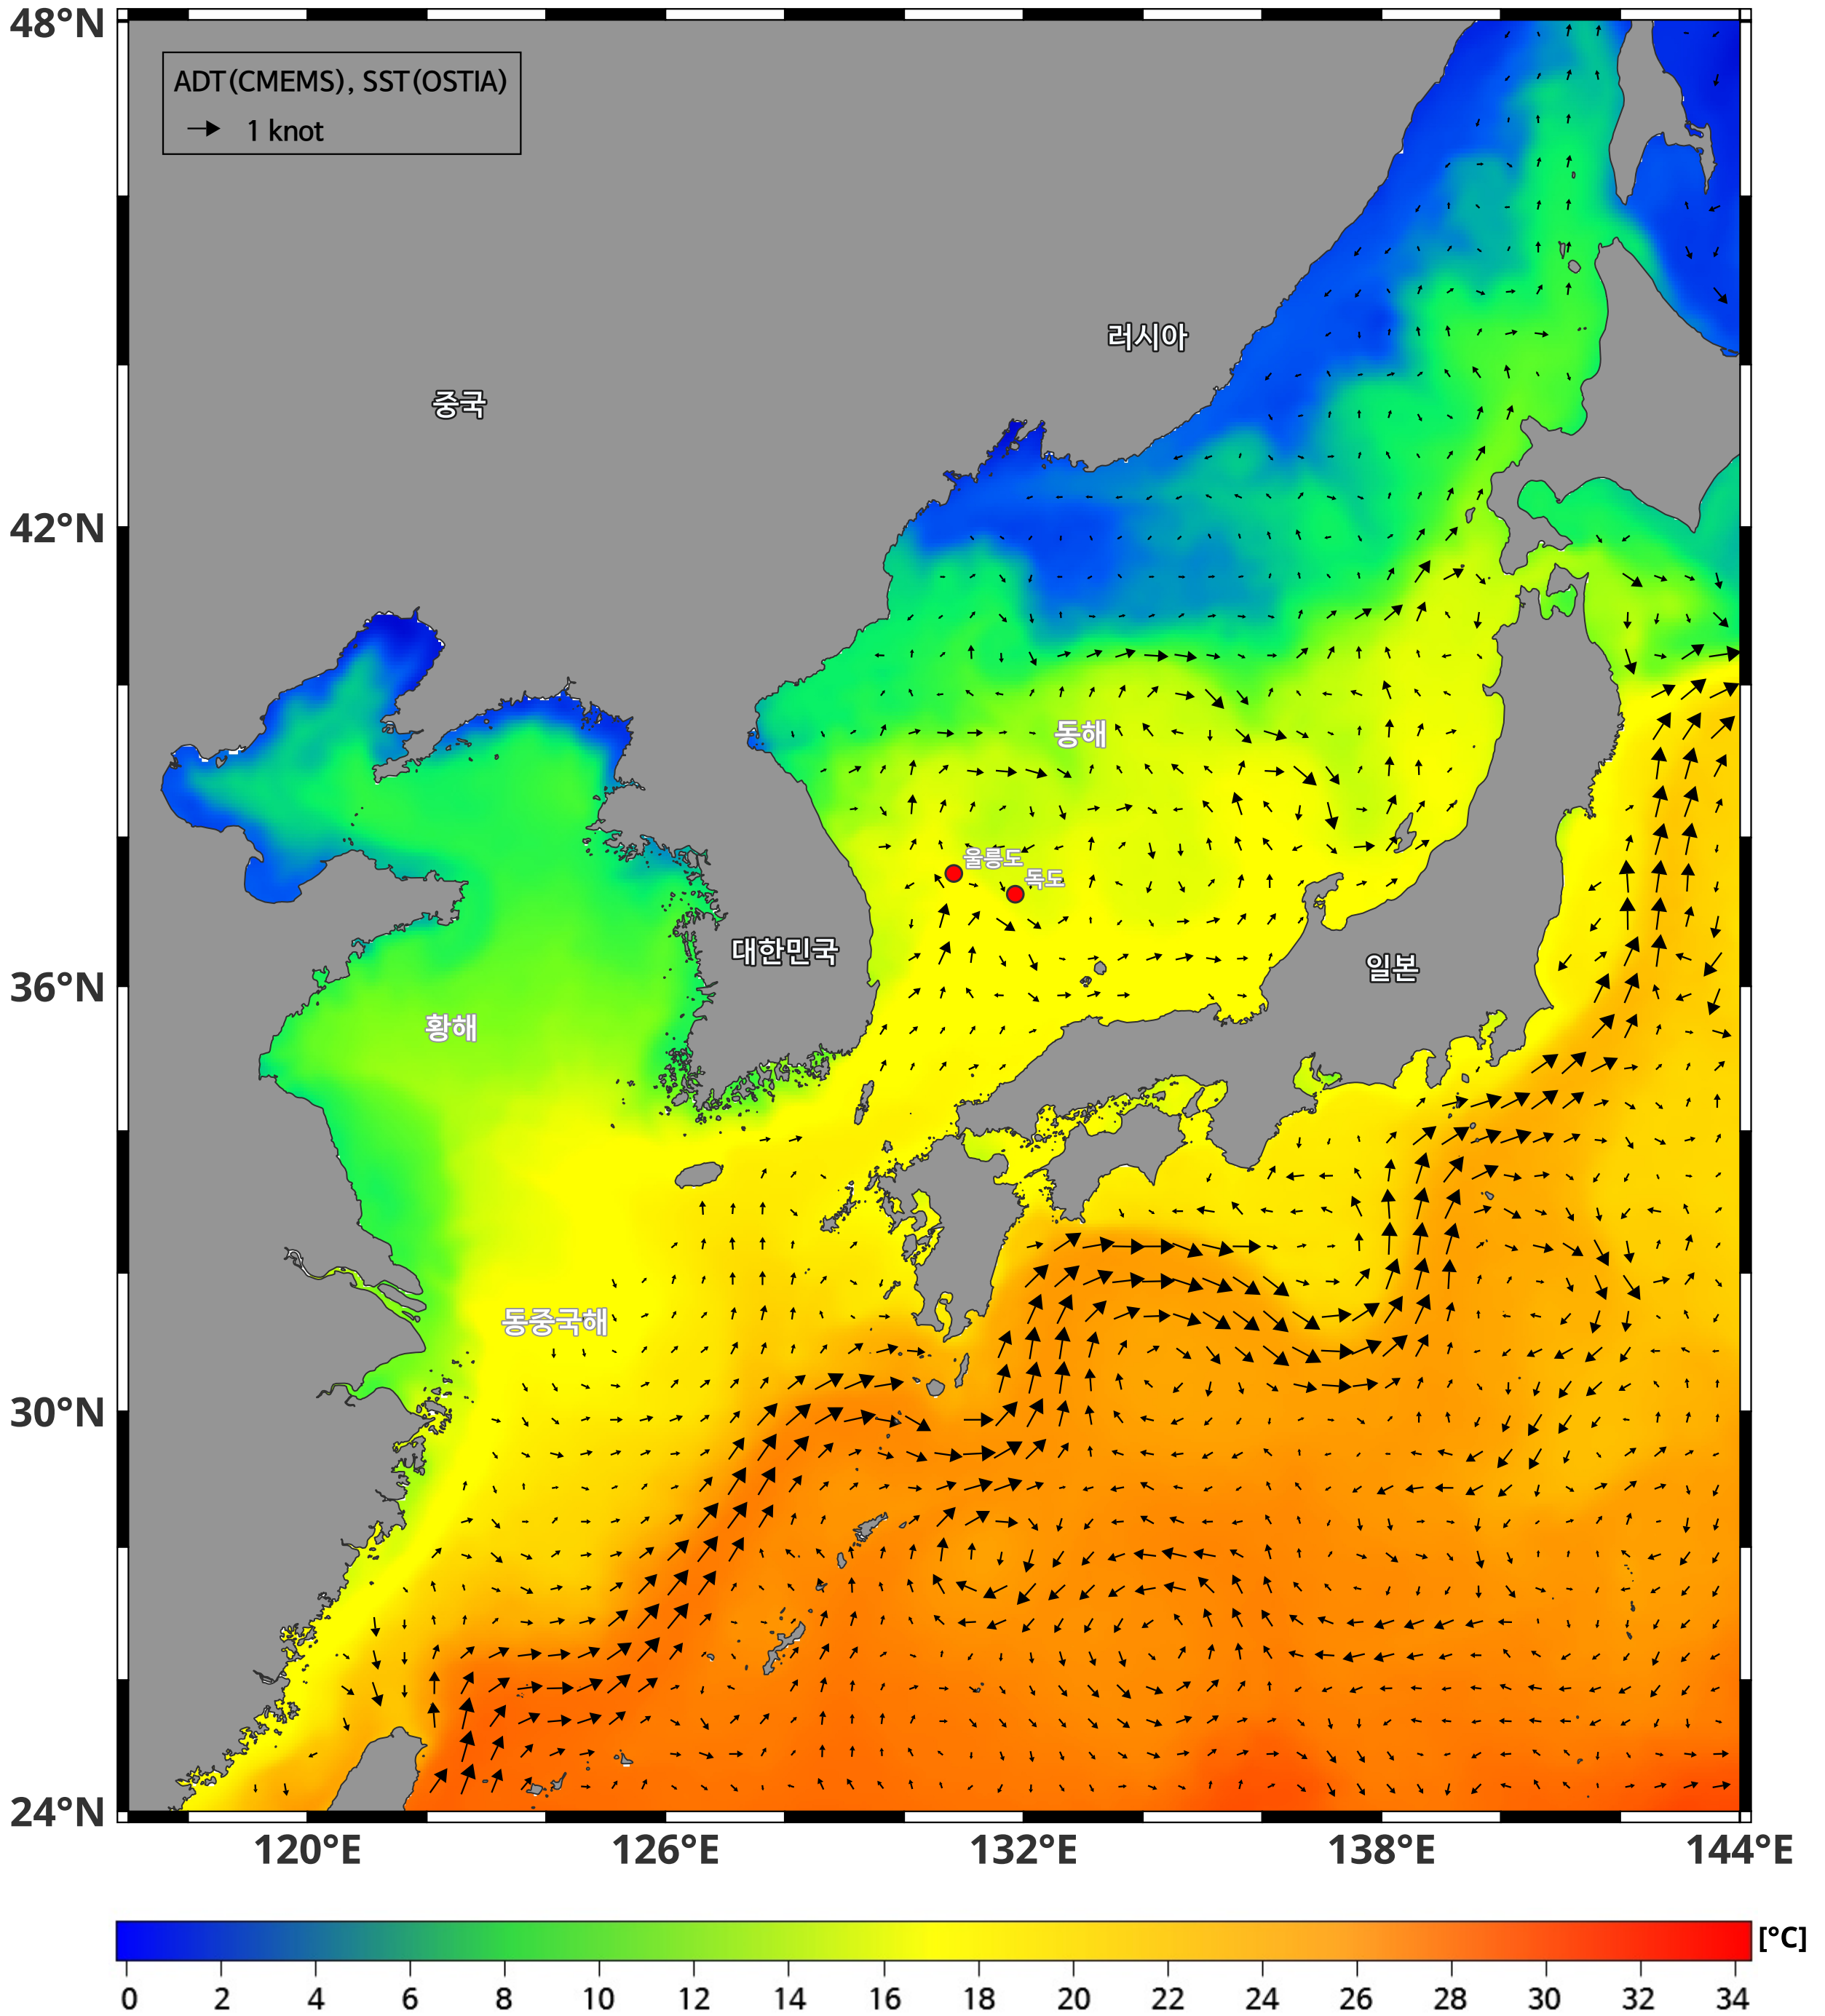 48°N
ADT(CMEMS), SST(OSTIA)
1 knot
러시아
중국
42°N
동해
울릉도
독도
대한민국
일본
36°N
황해
동중국해
30°N
24°N
120°E 126°E 132°E 138°E 144°E
[°C]
0 2 4 6 8 10 12 14 16 18 20 22 24 26 28 30 32 34